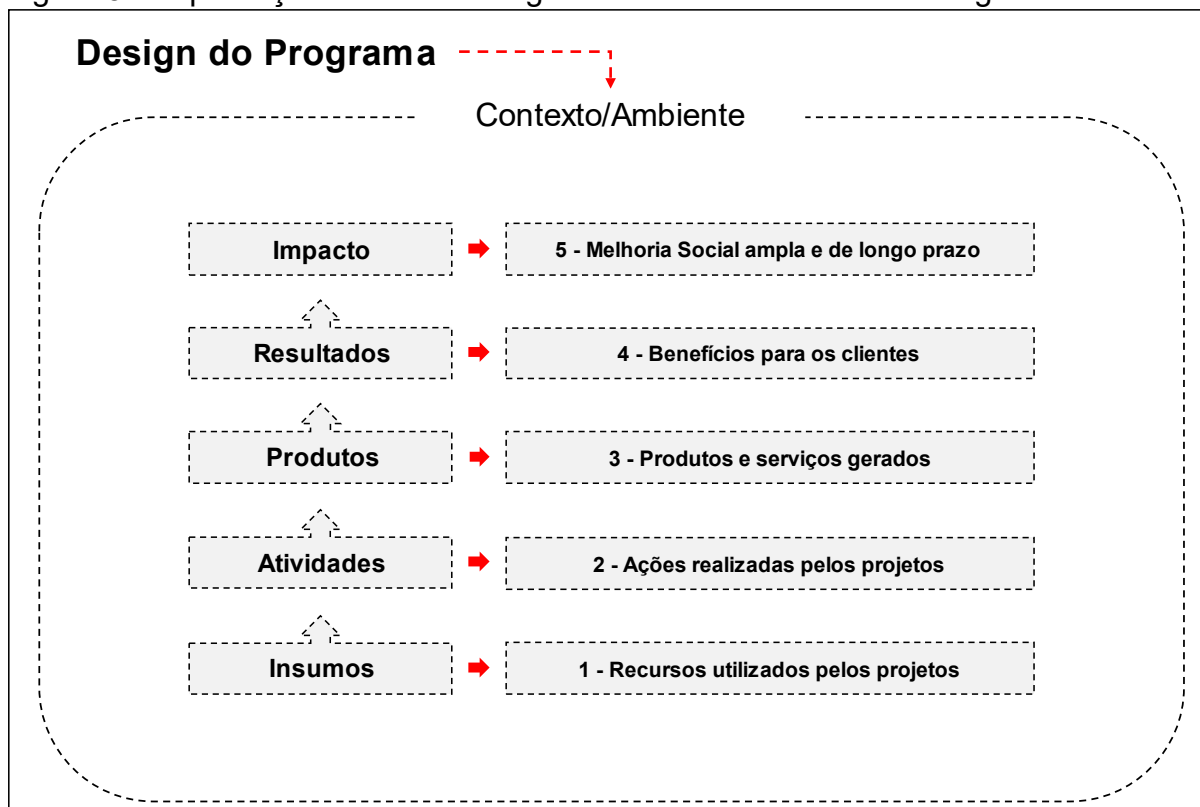 Design do Programa
Contexto/Ambiente
Impacto
5 - Melhoria Social ampla e de longo prazo
Resultados
4 - Benefícios para os clientes
Produtos
3 - Produtos e serviços gerados
Atividades
2 - Ações realizadas pelos projetos
Insumos
1 - Recursos utilizados pelos projetos